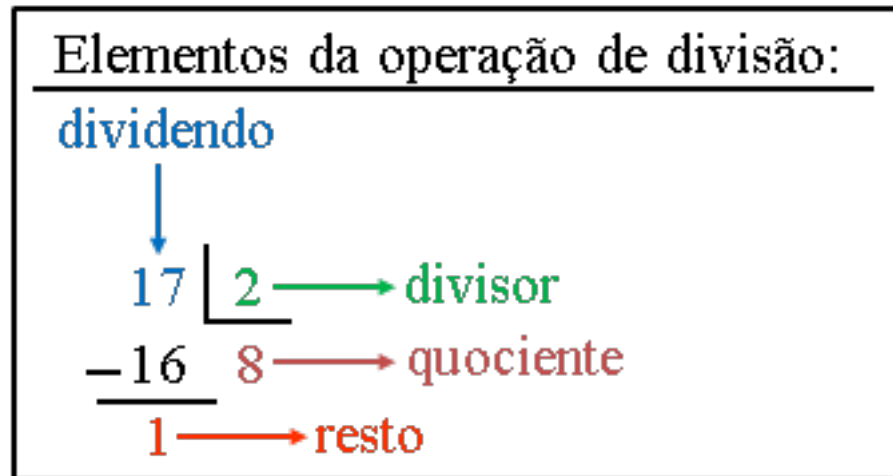 Elementos da operação de divisão:
dividendo
17 2 divisor
–16 8 quociente
1 resto